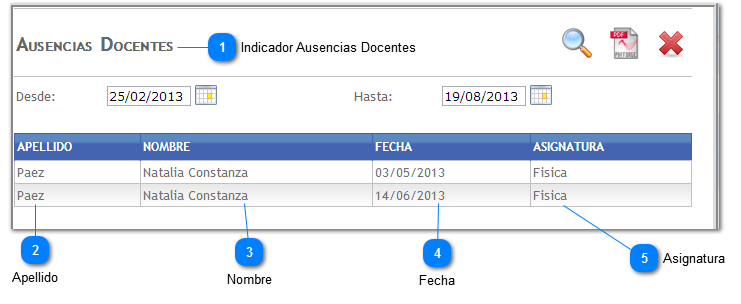 AUSENCIAS DOCENTES 1 Indicador Ausencias Docentes
PDF
Desde: 25/02/2013 Hasta: 19/08/2013
APELLIDO NOMBRE FECHA ASIGNATURA
Paez Natalia Constanza 03/05/2013 Fisica
Paez Natalia Constanza 14/06/2013 Fisica
2 3 4 5 Asignatura
Apellido Nombre Fecha